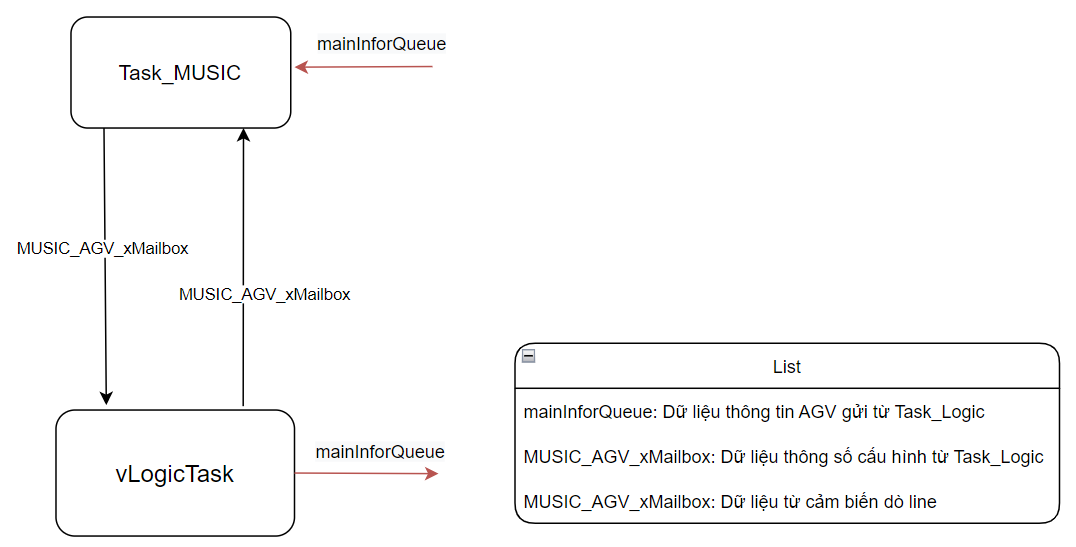 mainInforQueue
Task_MUSIC
MUSIC_AGV_xMailbox
MUSIC_AGV_xMailbox
List
mainInforQueue: Dữ liệu thông tin AGV gửi từ Task_Logic
mainInforQueue
MUSIC_AGV_xMailbox: Dữ liệu thông số cấu hình từ Task_Logic
vLogicTask
MUSIC_AGV_xMailbox: Dữ liệu từ cảm biến dò line